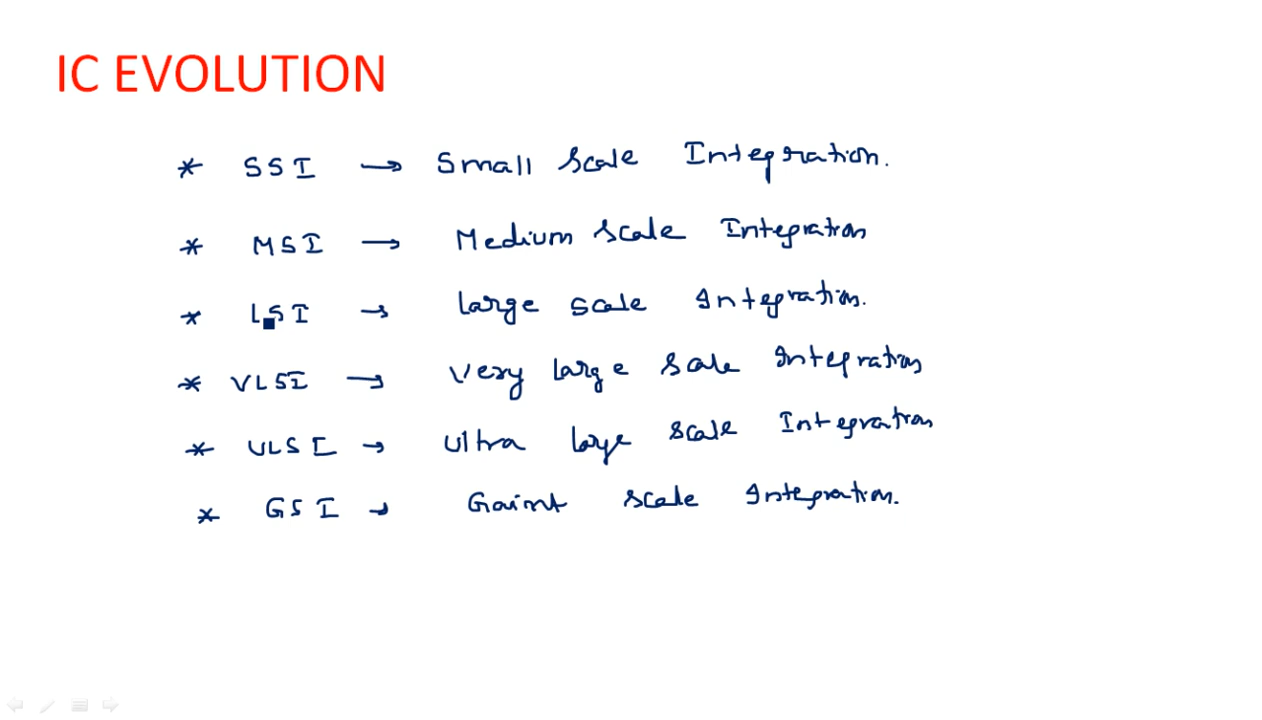 IC EVOLUTION
* SSI → Small Scale Integration.
* MSI → Medium Scale Integration
* LSI → Large Scale Integration.
* VLSI → Very Large Scale Integration
* ULSI → Ultra Large Scale Integration
* GSI → Gaint Scale Integration.